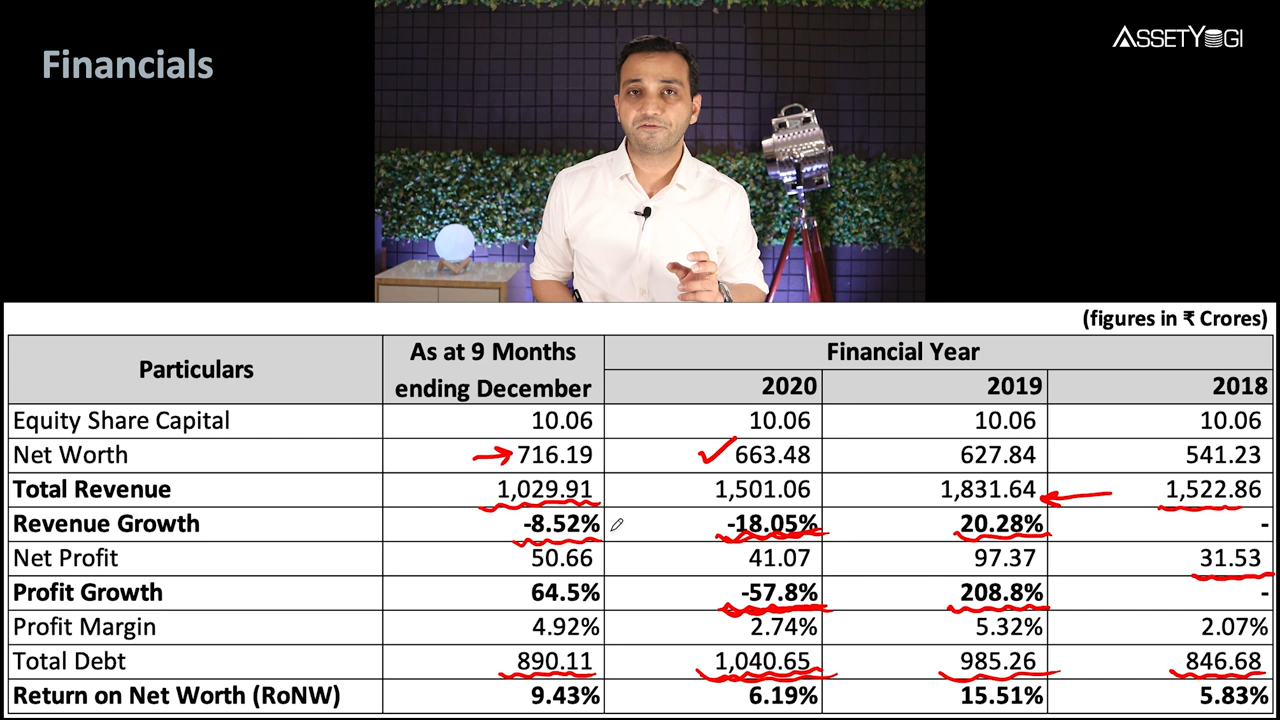 Financials
ASSETYOGI
(figures in ₹ Crores)
Particulars
As at 9 Months
ending December
Financial Year
2020 2019 2018
Equity Share Capital 10.06 10.06 10.06 10.06
Net Worth 716.19 663.48 627.84 541.23
Total Revenue 1,029.91 1,501.06 1,831.64 1,522.86
Revenue Growth -8.52% -18.05% 20.28% -
Net Profit 50.66 41.07 97.37 31.53
Profit Growth 64.5% -57.8% 208.8% -
Profit Margin 4.92% 2.74% 5.32% 2.07%
Total Debt 890.11 1,040.65 985.26 846.68
Return on Net Worth (RoNW) 9.43% 6.19% 15.51% 5.83%